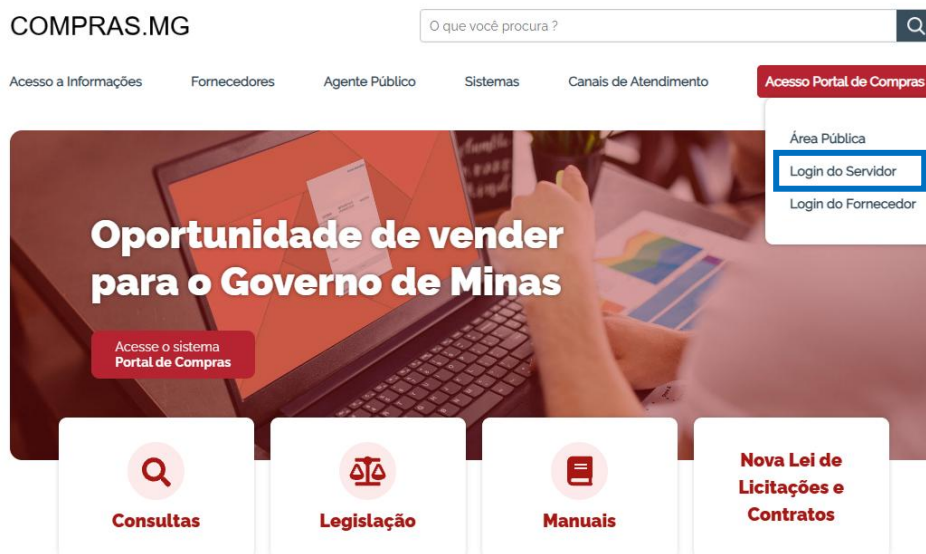 COMPRAS.MG
O que você procura ?
Acesso a Informações
Fornecedores
Agente Público
Sistemas
Canais de Atendimento
Acesso Portal de Compras
Área Pública
Login do Servidor
Login do Fornecedor
Oportunidade de vender
para o Governo de Minas
Acesse o sistema
Portal de Compras
Consultas
Legislação
Manuais
Nova Lei de
Licitações e
Contratos